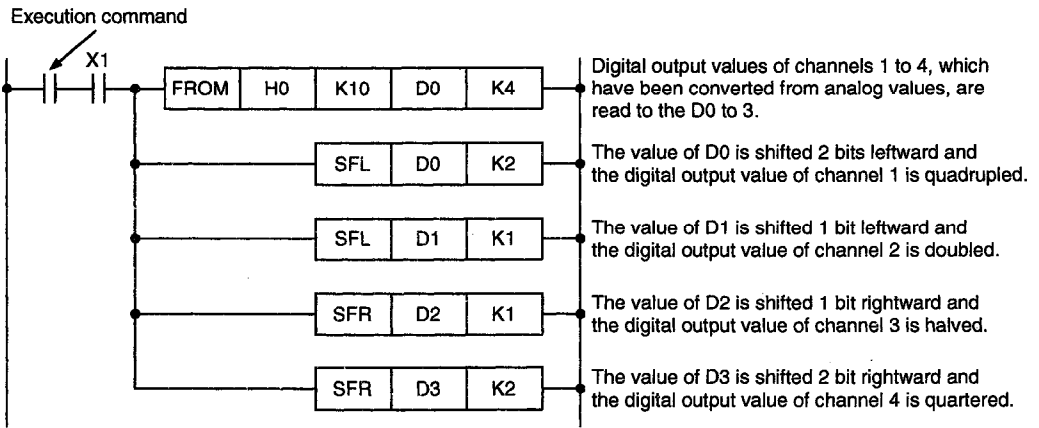 Execution command
X1
FROM H0 K10 D0 K4
Digital output values of channels 1 to 4, which
have been converted from analog values, are
read to the D0 to 3.
SFL D0 K2
The value of D0 is shifted 2 bits leftward and
the digital output value of channel 1 is quadrupled.
SFL D1 K1
The value of D1 is shifted 1 bit leftward and
the digital output value of channel 2 is doubled.
SFR D2 K1
The value of D2 is shifted 1 bit rightward and
the digital output value of channel 3 is halved.
SFR D3 K2
The value of D3 is shifted 2 bit rightward and
the digital output value of channel 4 is quartered.